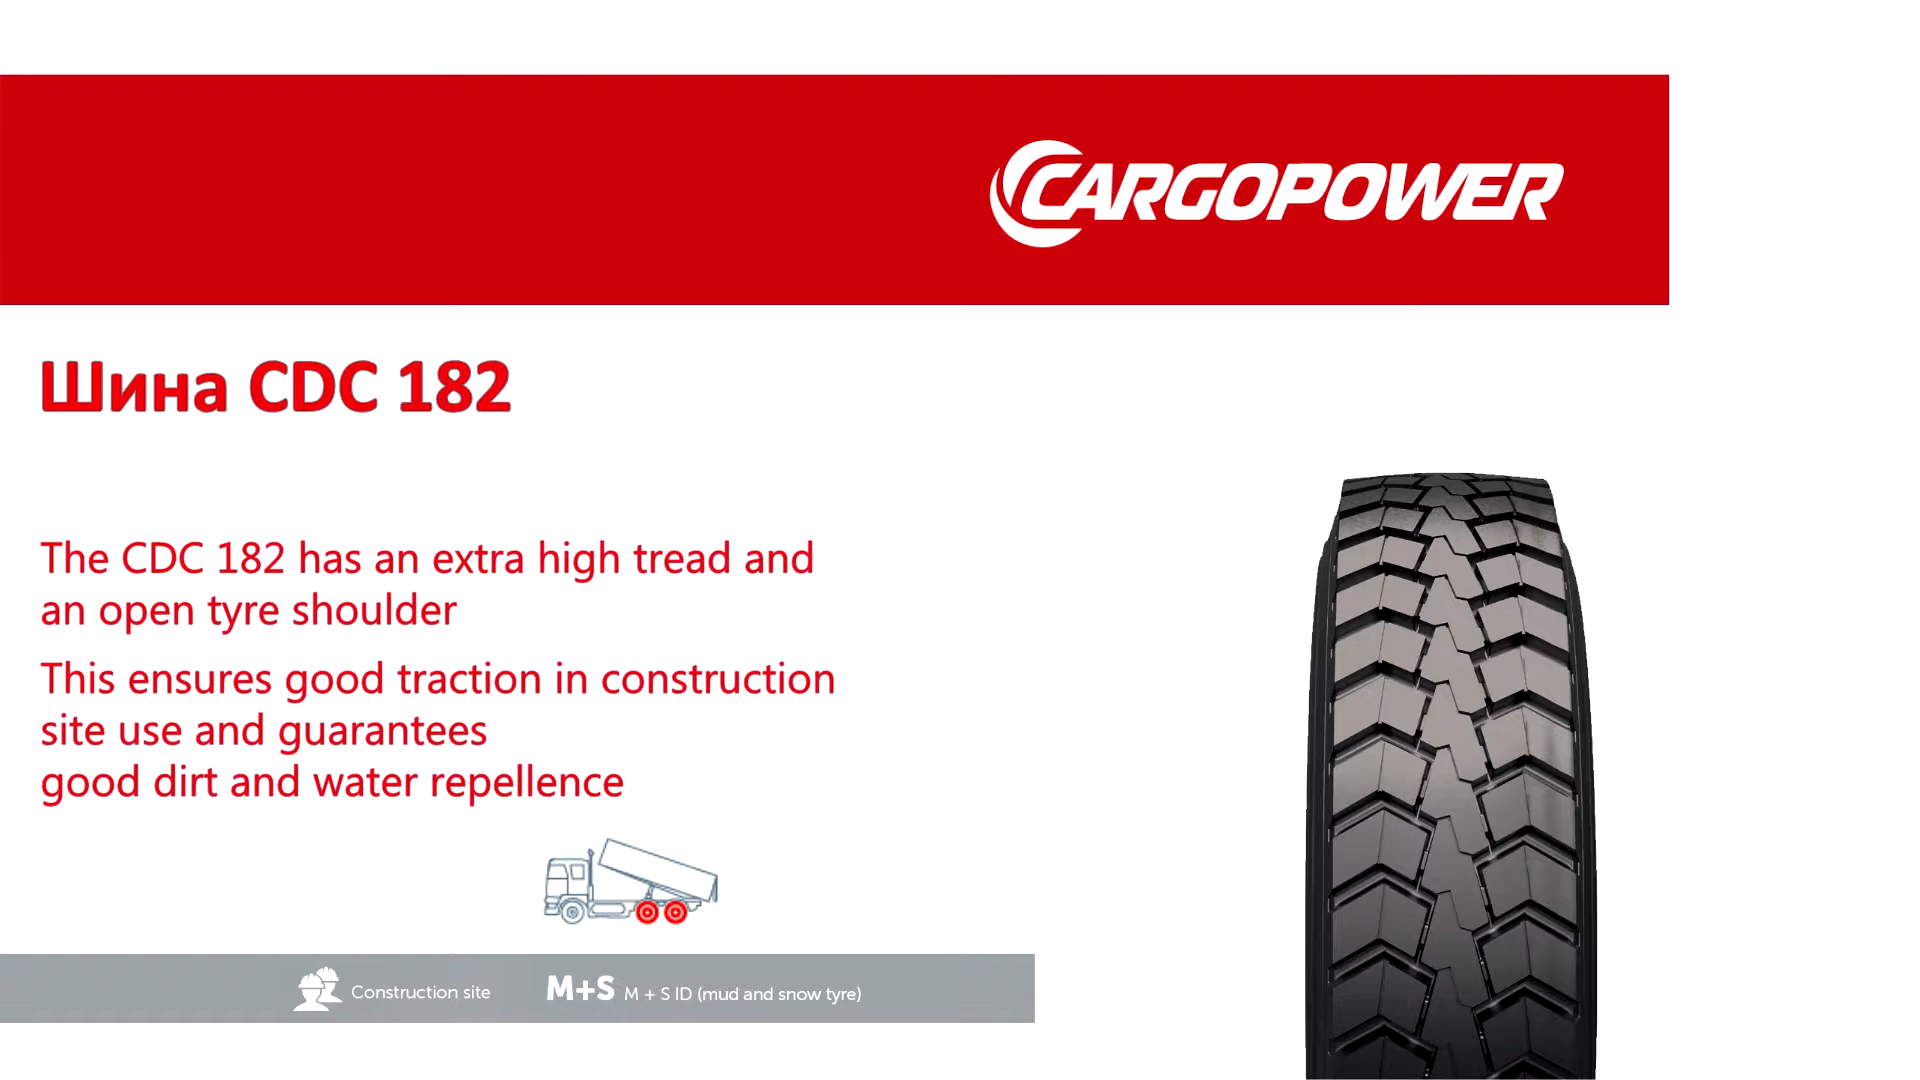 CARGOPOWER
Шина CDC 182
The CDC 182 has an extra high tread and
an open tyre shoulder
This ensures good traction in construction
site use and guarantees
good dirt and water repellence
Construction site
M+S M + S ID (mud and snow tyre)